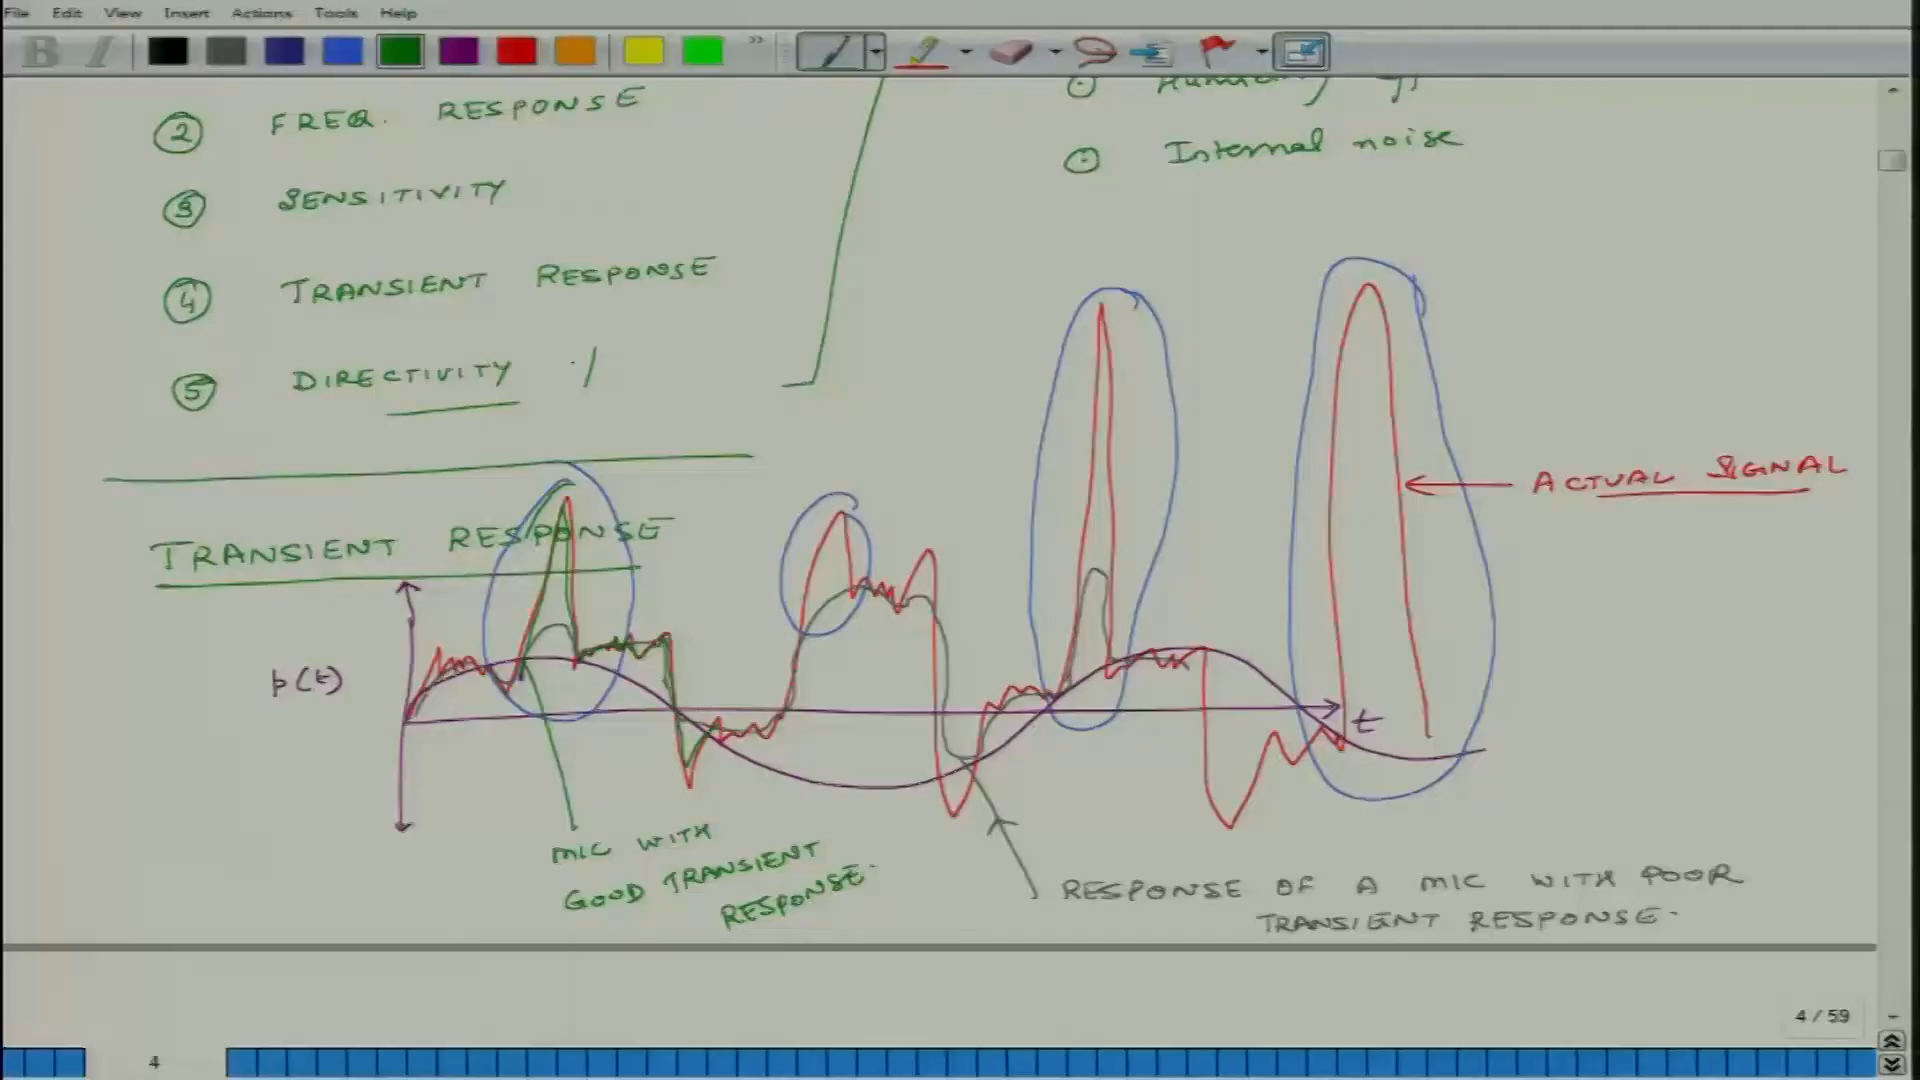 File Edit View Insert Actions Tools Help
B I
② FREQ. RESPONSE
③ SENSITIVITY
④ TRANSIENT RESPONSE
⑤ DIRECTIVITY
⊙ Internal noise
TRANSIENT RESPONSE
ACTUAL SIGNAL
p(t)
t
MIC WITH
GOOD TRANSIENT
RESPONSE.
RESPONSE OF A MIC WITH POOR
TRANSIENT RESPONSE.
4 / 59
4